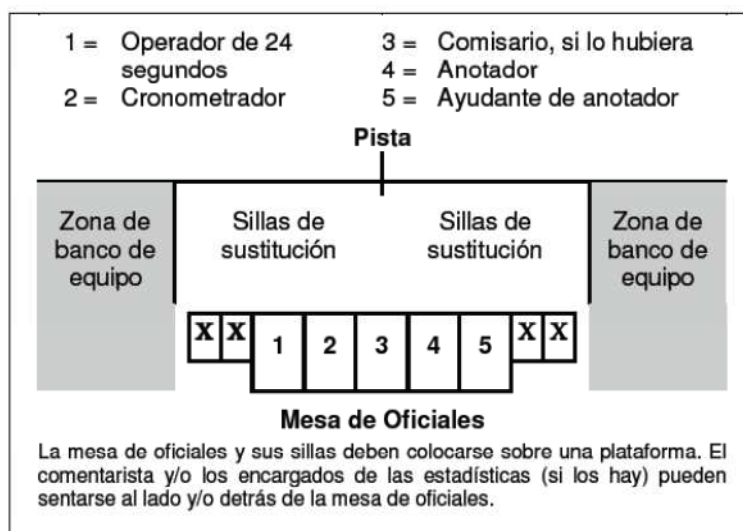 1 = Operador de 24 segundos
2 = Cronometrador
3 = Comisario, si lo hubiera
4 = Anotador
5 = Ayudante de anotador
Pista
Zona de banco de equipo
Sillas de sustitución
Sillas de sustitución
Zona de banco de equipo
X X 1 2 3 4 5 X X
Mesa de Oficiales
La mesa de oficiales y sus sillas deben colocarse sobre una plataforma. El
comentarista y/o los encargados de las estadísticas (si los hay) pueden
sentarse al lado y/o detrás de la mesa de oficiales.